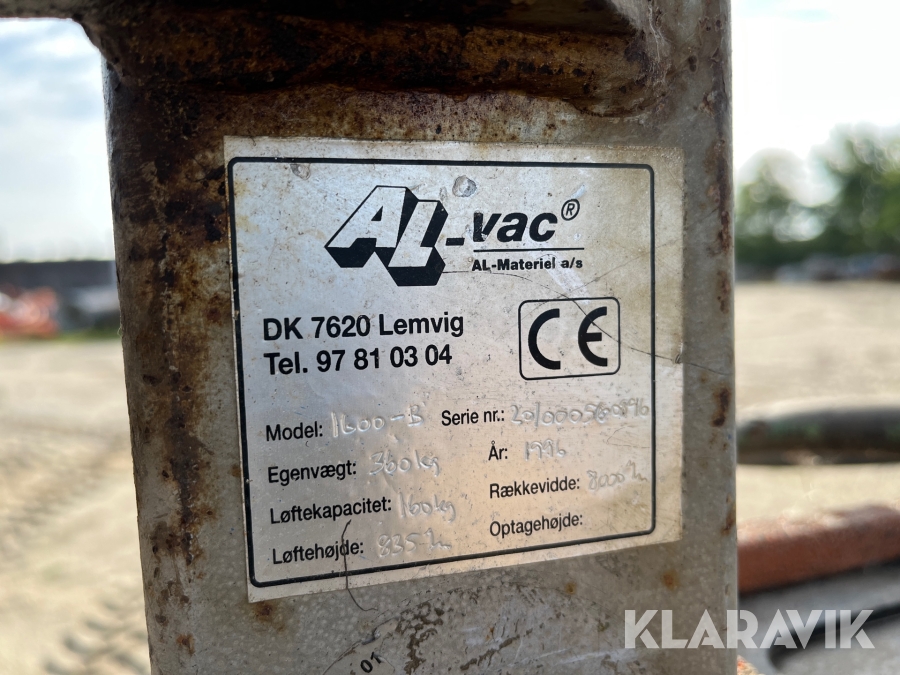 AL-vac®
AL-Materiel a/s
DK 7620 Lemvig
Tel. 97 81 03 04
CE
Model: 1600-B Serie nr.:
Egenvægt: 360kg År: 1996
Løftekapacitet: 160kg Rækkevidde:
Løftehøjde: Optagehøjde:
01
KLARAVIK